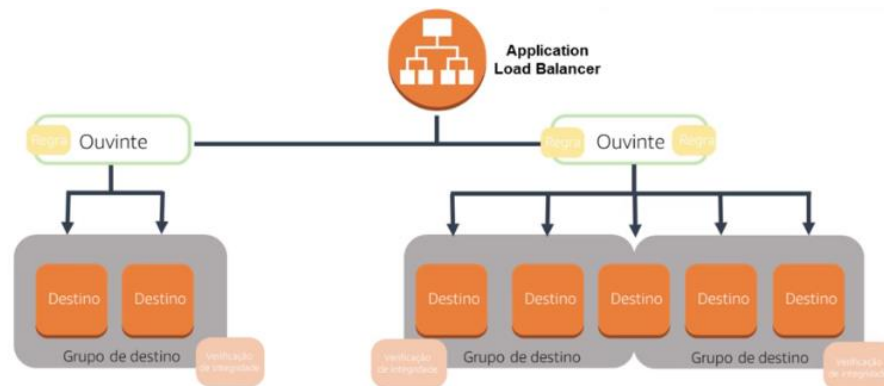 Application
Load Balancer
Regra
Ouvinte
Regra
Ouvinte
Regra
Destino
Destino
Destino
Destino
Destino
Destino
Destino
Grupo de destino
Verificação
de integridade
Verificação
de integridade
Grupo de destino
Grupo de destino
Verificação
de integridade